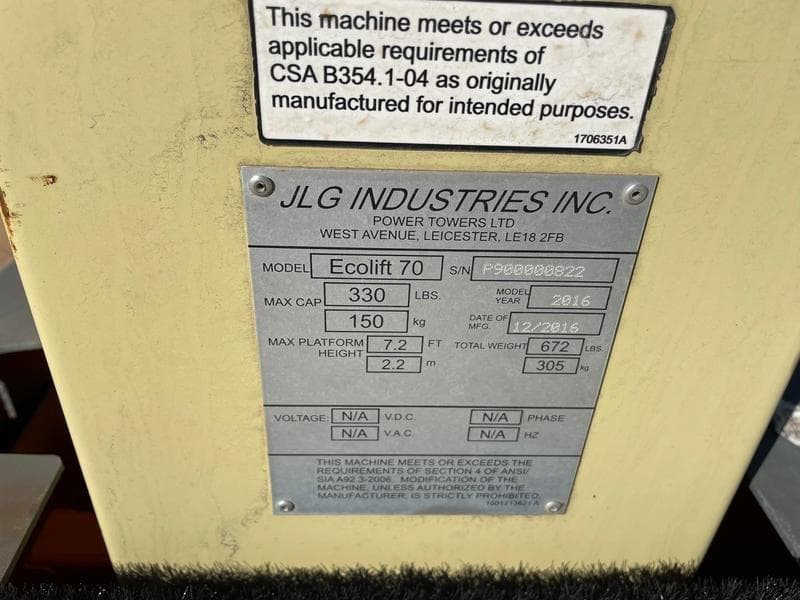 This machine meets or exceeds
applicable requirements of
CSA B354.1-04 as originally
manufactured for intended purposes.
1706351A
JLG INDUSTRIES INC.
POWER TOWERS LTD
WEST AVENUE, LEICESTER, LE18 2FB
MODEL Ecolift 70 S/N P900000822
MAX CAP 330 LBS. MODEL YEAR 2016
150 kg DATE OF MFG. 12/2016
MAX PLATFORM HEIGHT 7.2 FT TOTAL WEIGHT 672 LBS
2.2 m 305 kg
VOLTAGE: N/A V.D.C. N/A PHASE
N/A V.A.C. N/A HZ
THIS MACHINE MEETS OR EXCEEDS THE
REQUIREMENTS OF SECTION 4 OF ANSI/
SIA A92.3-2006. MODIFICATION OF THE
MACHINE, UNLESS AUTHORIZED BY THE
MANUFACTURER, IS STRICTLY PROHIBITED.
1001213621 A